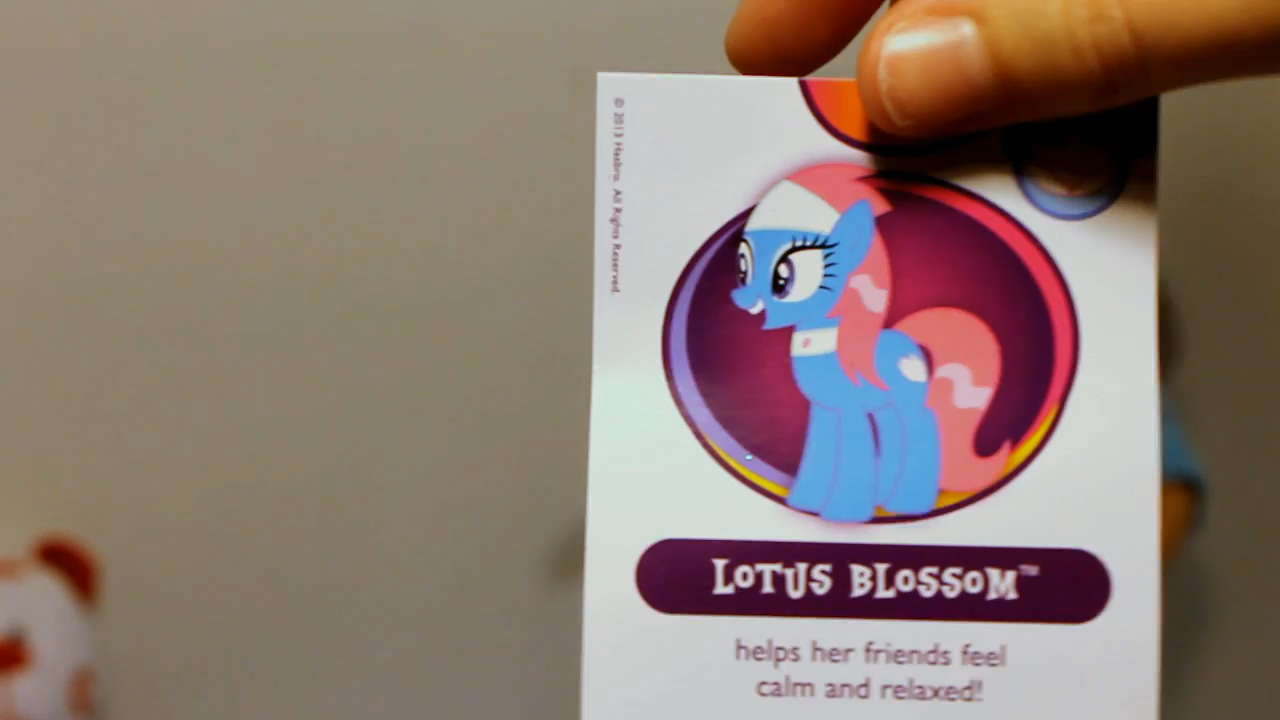 © 2013 Hasbro. All Rights Reserved.
LOTUS BLOSSOM™
helps her friends feel
calm and relaxed!